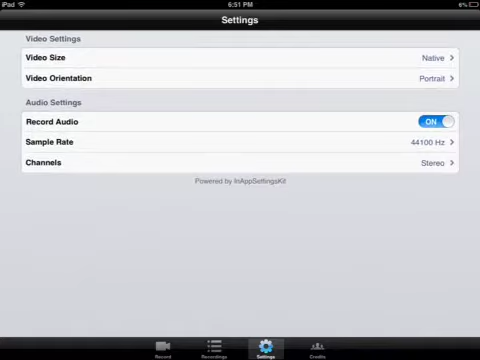 iPad 6:51 PM 6%
Settings
Video Settings
Video Size Native
Video Orientation Portrait
Audio Settings
Record Audio ON
Sample Rate 44100 Hz
Channels Stereo
Powered by InAppSettingsKit
Record Recordings Settings Credits